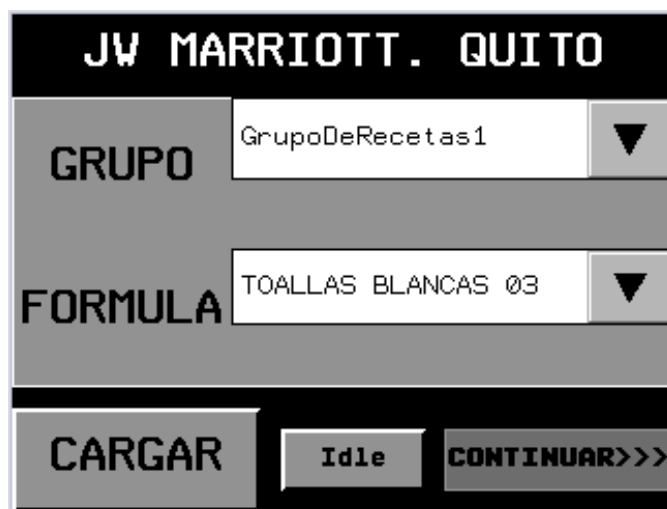 JW MARRIOTT. QUITO
GRUPO
GrupoDeRecetas1
FORMULA
TOALLAS BLANCAS 03
CARGAR
Idle
CONTINUAR>>>